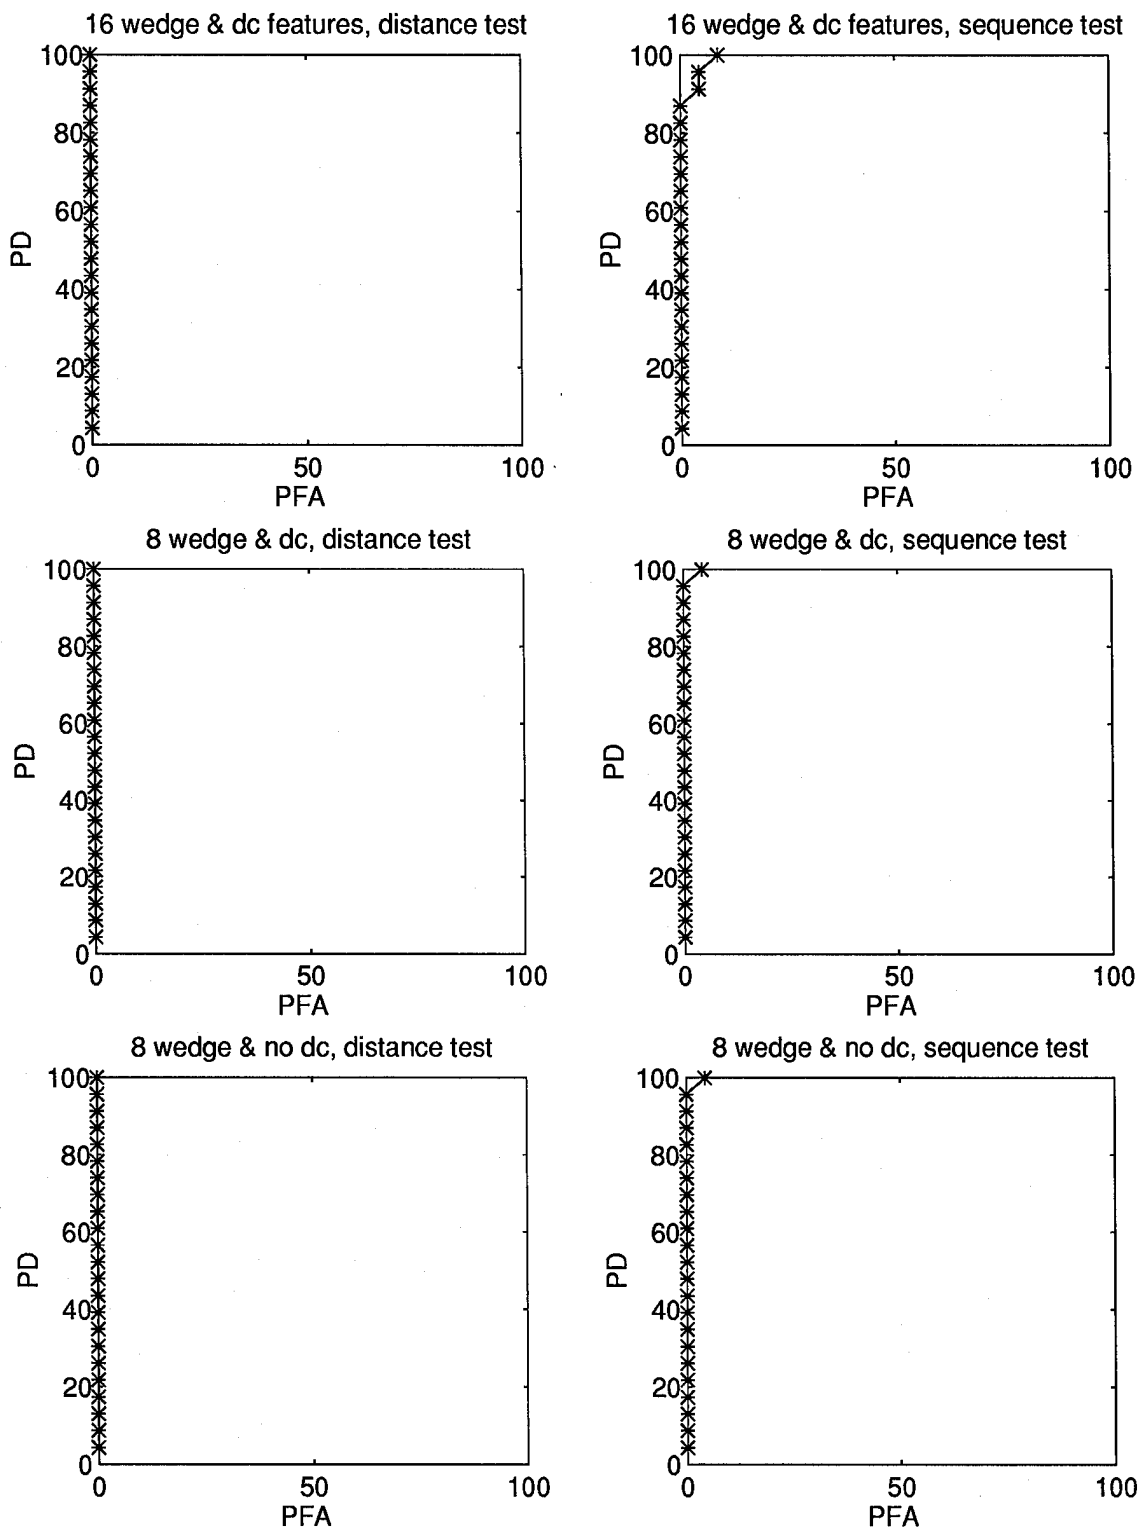 16 wedge & dc features, distance test
100
80
60
40
20
0
PD
0 50 100
PFA
16 wedge & dc features, sequence test
100
80
60
40
20
0
PD
0 50 100
PFA
8 wedge & dc, distance test
100
80
60
40
20
0
PD
0 50 100
PFA
8 wedge & dc, sequence test
100
80
60
40
20
0
PD
0 50 100
PFA
8 wedge & no dc, distance test
100
80
60
40
20
0
PD
0 50 100
PFA
8 wedge & no dc, sequence test
100
80
60
40
20
0
PD
0 50 100
PFA